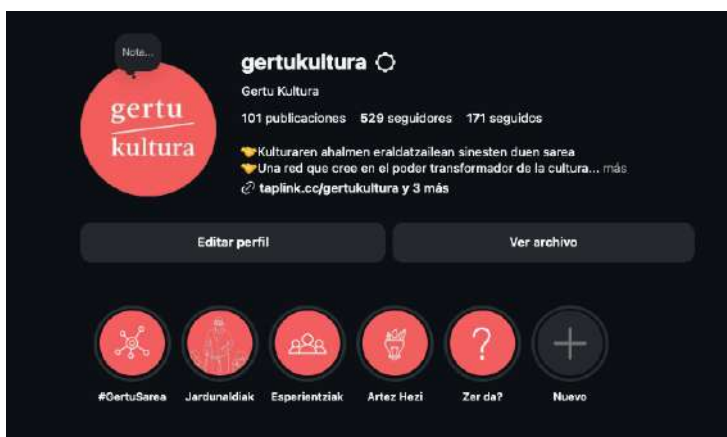 Nota...
gertu
kultura
gertukultura
Gertu Kultura
101 publicaciones 529 seguidores 171 seguidos
🤝Kulturaren ahalmen eraldatzailean sinesten duen sarea
🤝Una red que cree en el poder transformador de la cultura... más
taplink.cc/gertukultura y 3 más
Editar perfil Ver archivo
?
#GertuSarea Jardunaldiak Esperientziak Artez Hezi Zer da? Nuevo